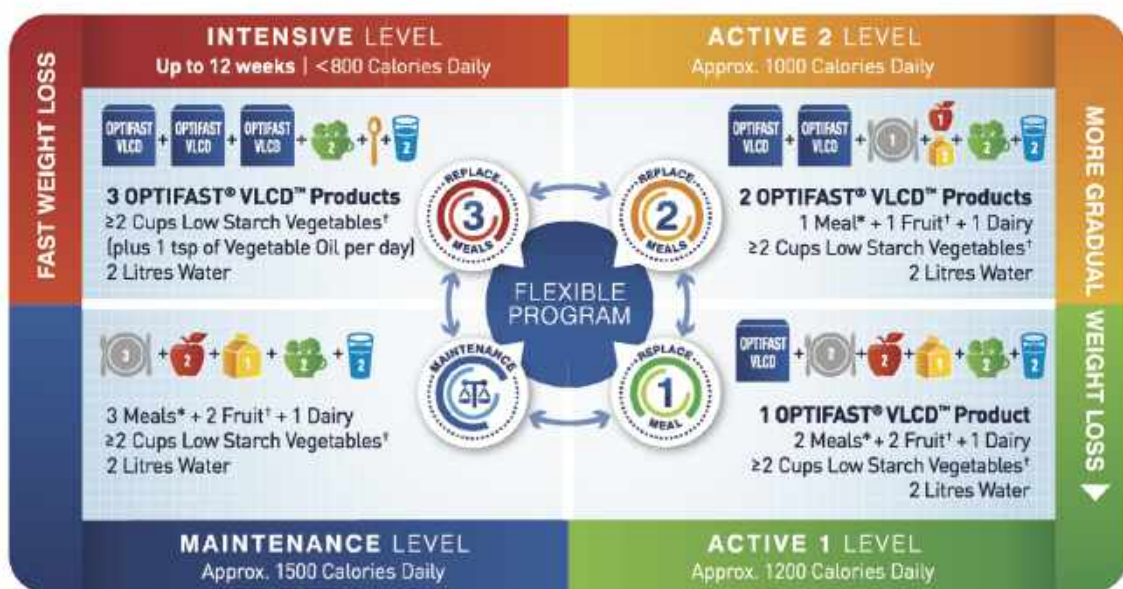 FAST WEIGHT LOSS
INTENSIVE LEVEL
Up to 12 weeks | <800 Calories Daily
OPTIFAST VLCD + OPTIFAST VLCD + OPTIFAST VLCD + 2 + + 2
3 OPTIFAST® VLCD™ Products
≥2 Cups Low Starch Vegetables†
(plus 1 tsp of Vegetable Oil per day)
2 Litres Water
REPLACE
3
MEALS
ACTIVE 2 LEVEL
Approx. 1000 Calories Daily
OPTIFAST VLCD + OPTIFAST VLCD + 1 + 1 1 + 2 + 2
2 OPTIFAST® VLCD™ Products
1 Meal* + 1 Fruit† + 1 Dairy
≥2 Cups Low Starch Vegetables†
2 Litres Water
REPLACE
2
MEALS
MORE GRADUAL WEIGHT LOSS
FLEXIBLE
PROGRAM
3 + 2 + 1 + 2 + 2
3 Meals* + 2 Fruit† + 1 Dairy
≥2 Cups Low Starch Vegetables†
2 Litres Water
MAINTENANCE
MAINTENANCE LEVEL
Approx. 1500 Calories Daily
OPTIFAST VLCD + 2 + 2 + 1 + 2 + 2
1 OPTIFAST® VLCD™ Product
2 Meals* + 2 Fruit† + 1 Dairy
≥2 Cups Low Starch Vegetables†
2 Litres Water
REPLACE
1
MEAL
ACTIVE 1 LEVEL
Approx. 1200 Calories Daily